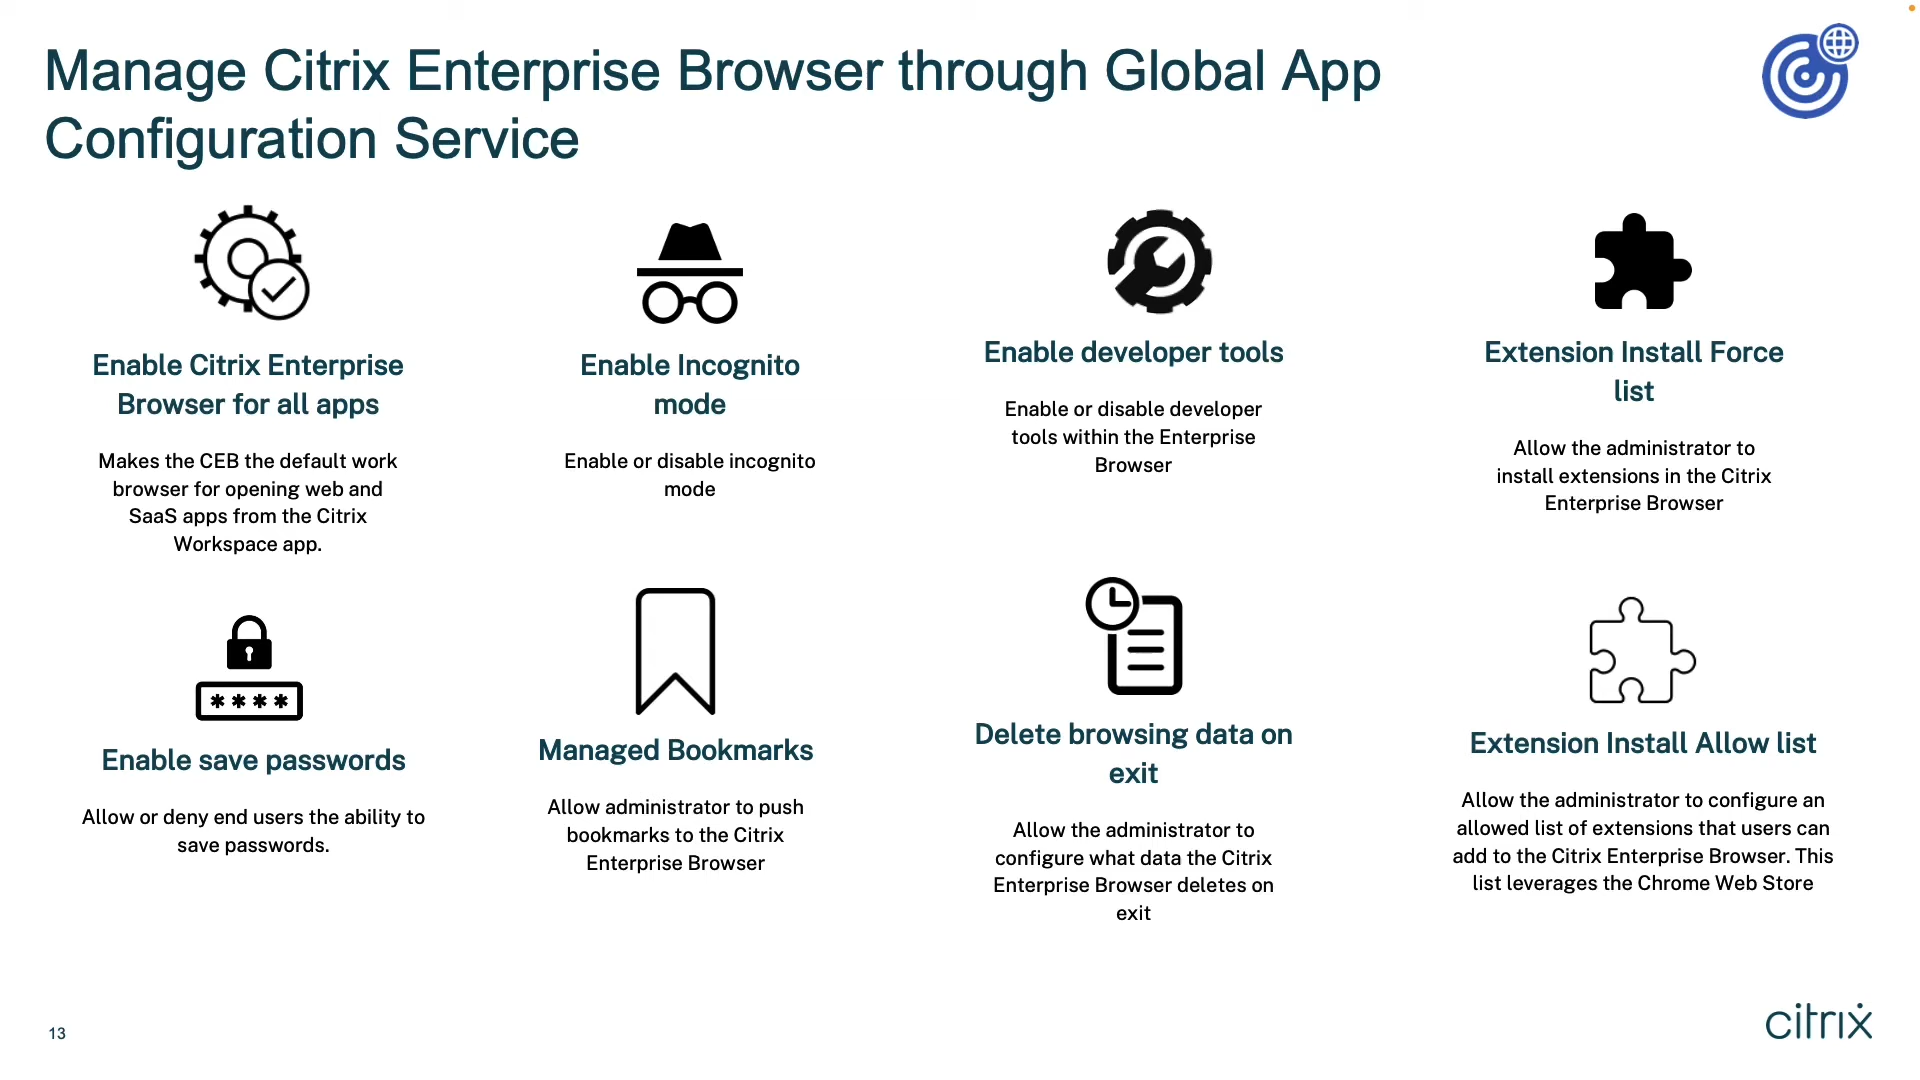 Manage Citrix Enterprise Browser through Global App
Configuration Service
Enable Citrix Enterprise
Browser for all apps
Makes the CEB the default work
browser for opening web and
SaaS apps from the Citrix
Workspace app.
Enable Incognito
mode
Enable or disable incognito
mode
Enable developer tools
Enable or disable developer
tools within the Enterprise
Browser
Extension Install Force
list
Allow the administrator to
install extensions in the Citrix
Enterprise Browser
****
Enable save passwords
Allow or deny end users the ability to
save passwords.
Managed Bookmarks
Allow administrator to push
bookmarks to the Citrix
Enterprise Browser
Delete browsing data on
exit
Allow the administrator to
configure what data the Citrix
Enterprise Browser deletes on
exit
Extension Install Allow list
Allow the administrator to configure an
allowed list of extensions that users can
add to the Citrix Enterprise Browser. This
list leverages the Chrome Web Store
13
citrix